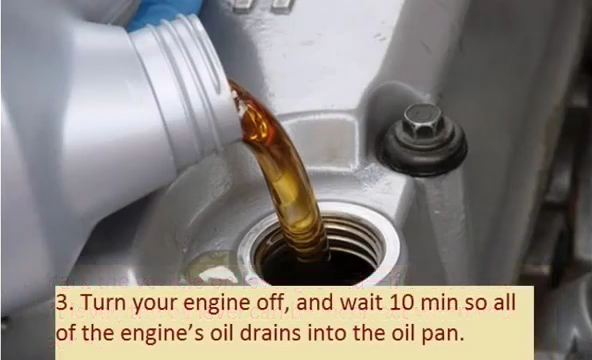 3. Turn your engine off, and wait 10 min so all
of the engine’s oil drains into the oil pan.